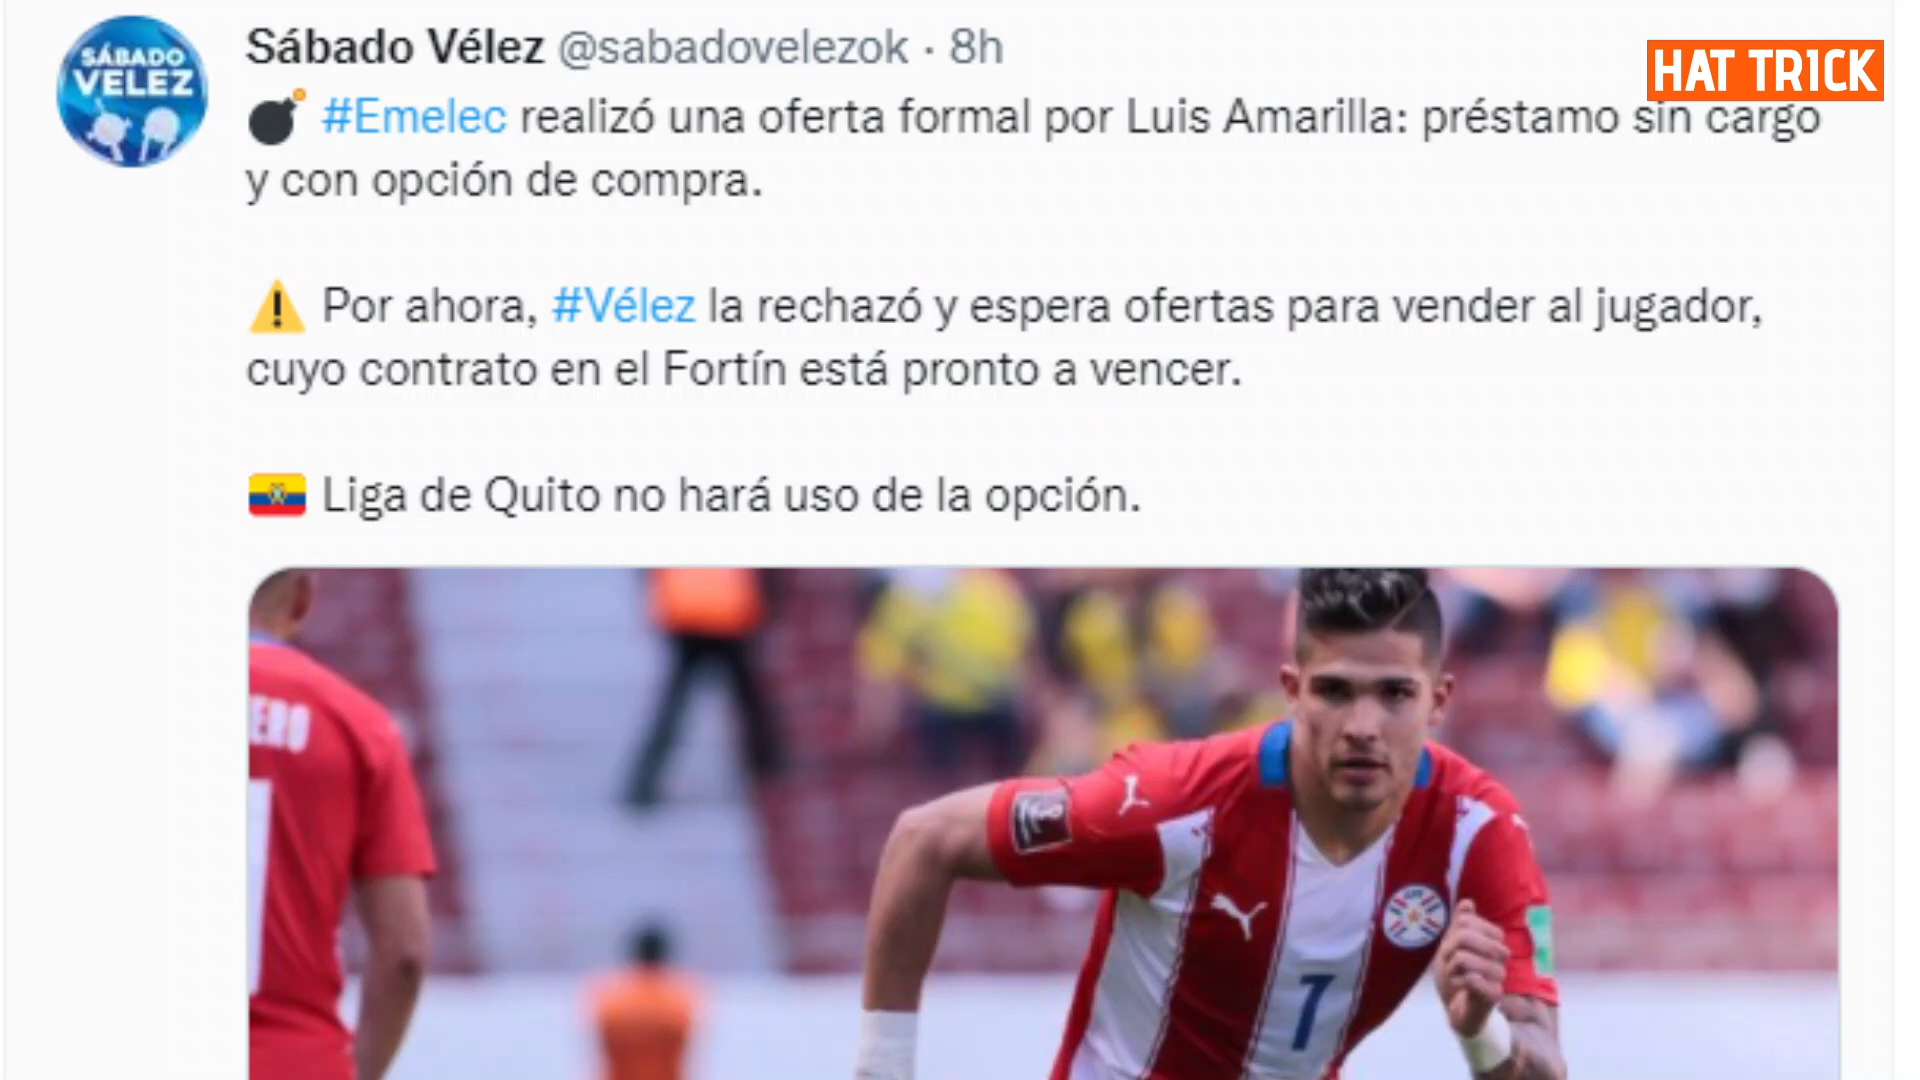 SÁBADO
VELEZ
Sábado Vélez @sabadovelezok · 8h
HAT TRICK
#Emelec realizó una oferta formal por Luis Amarilla: préstamo sin cargo
y con opción de compra.
Por ahora, #Vélez la rechazó y espera ofertas para vender al jugador,
cuyo contrato en el Fortín está pronto a vencer.
Liga de Quito no hará uso de la opción.
ERO
7